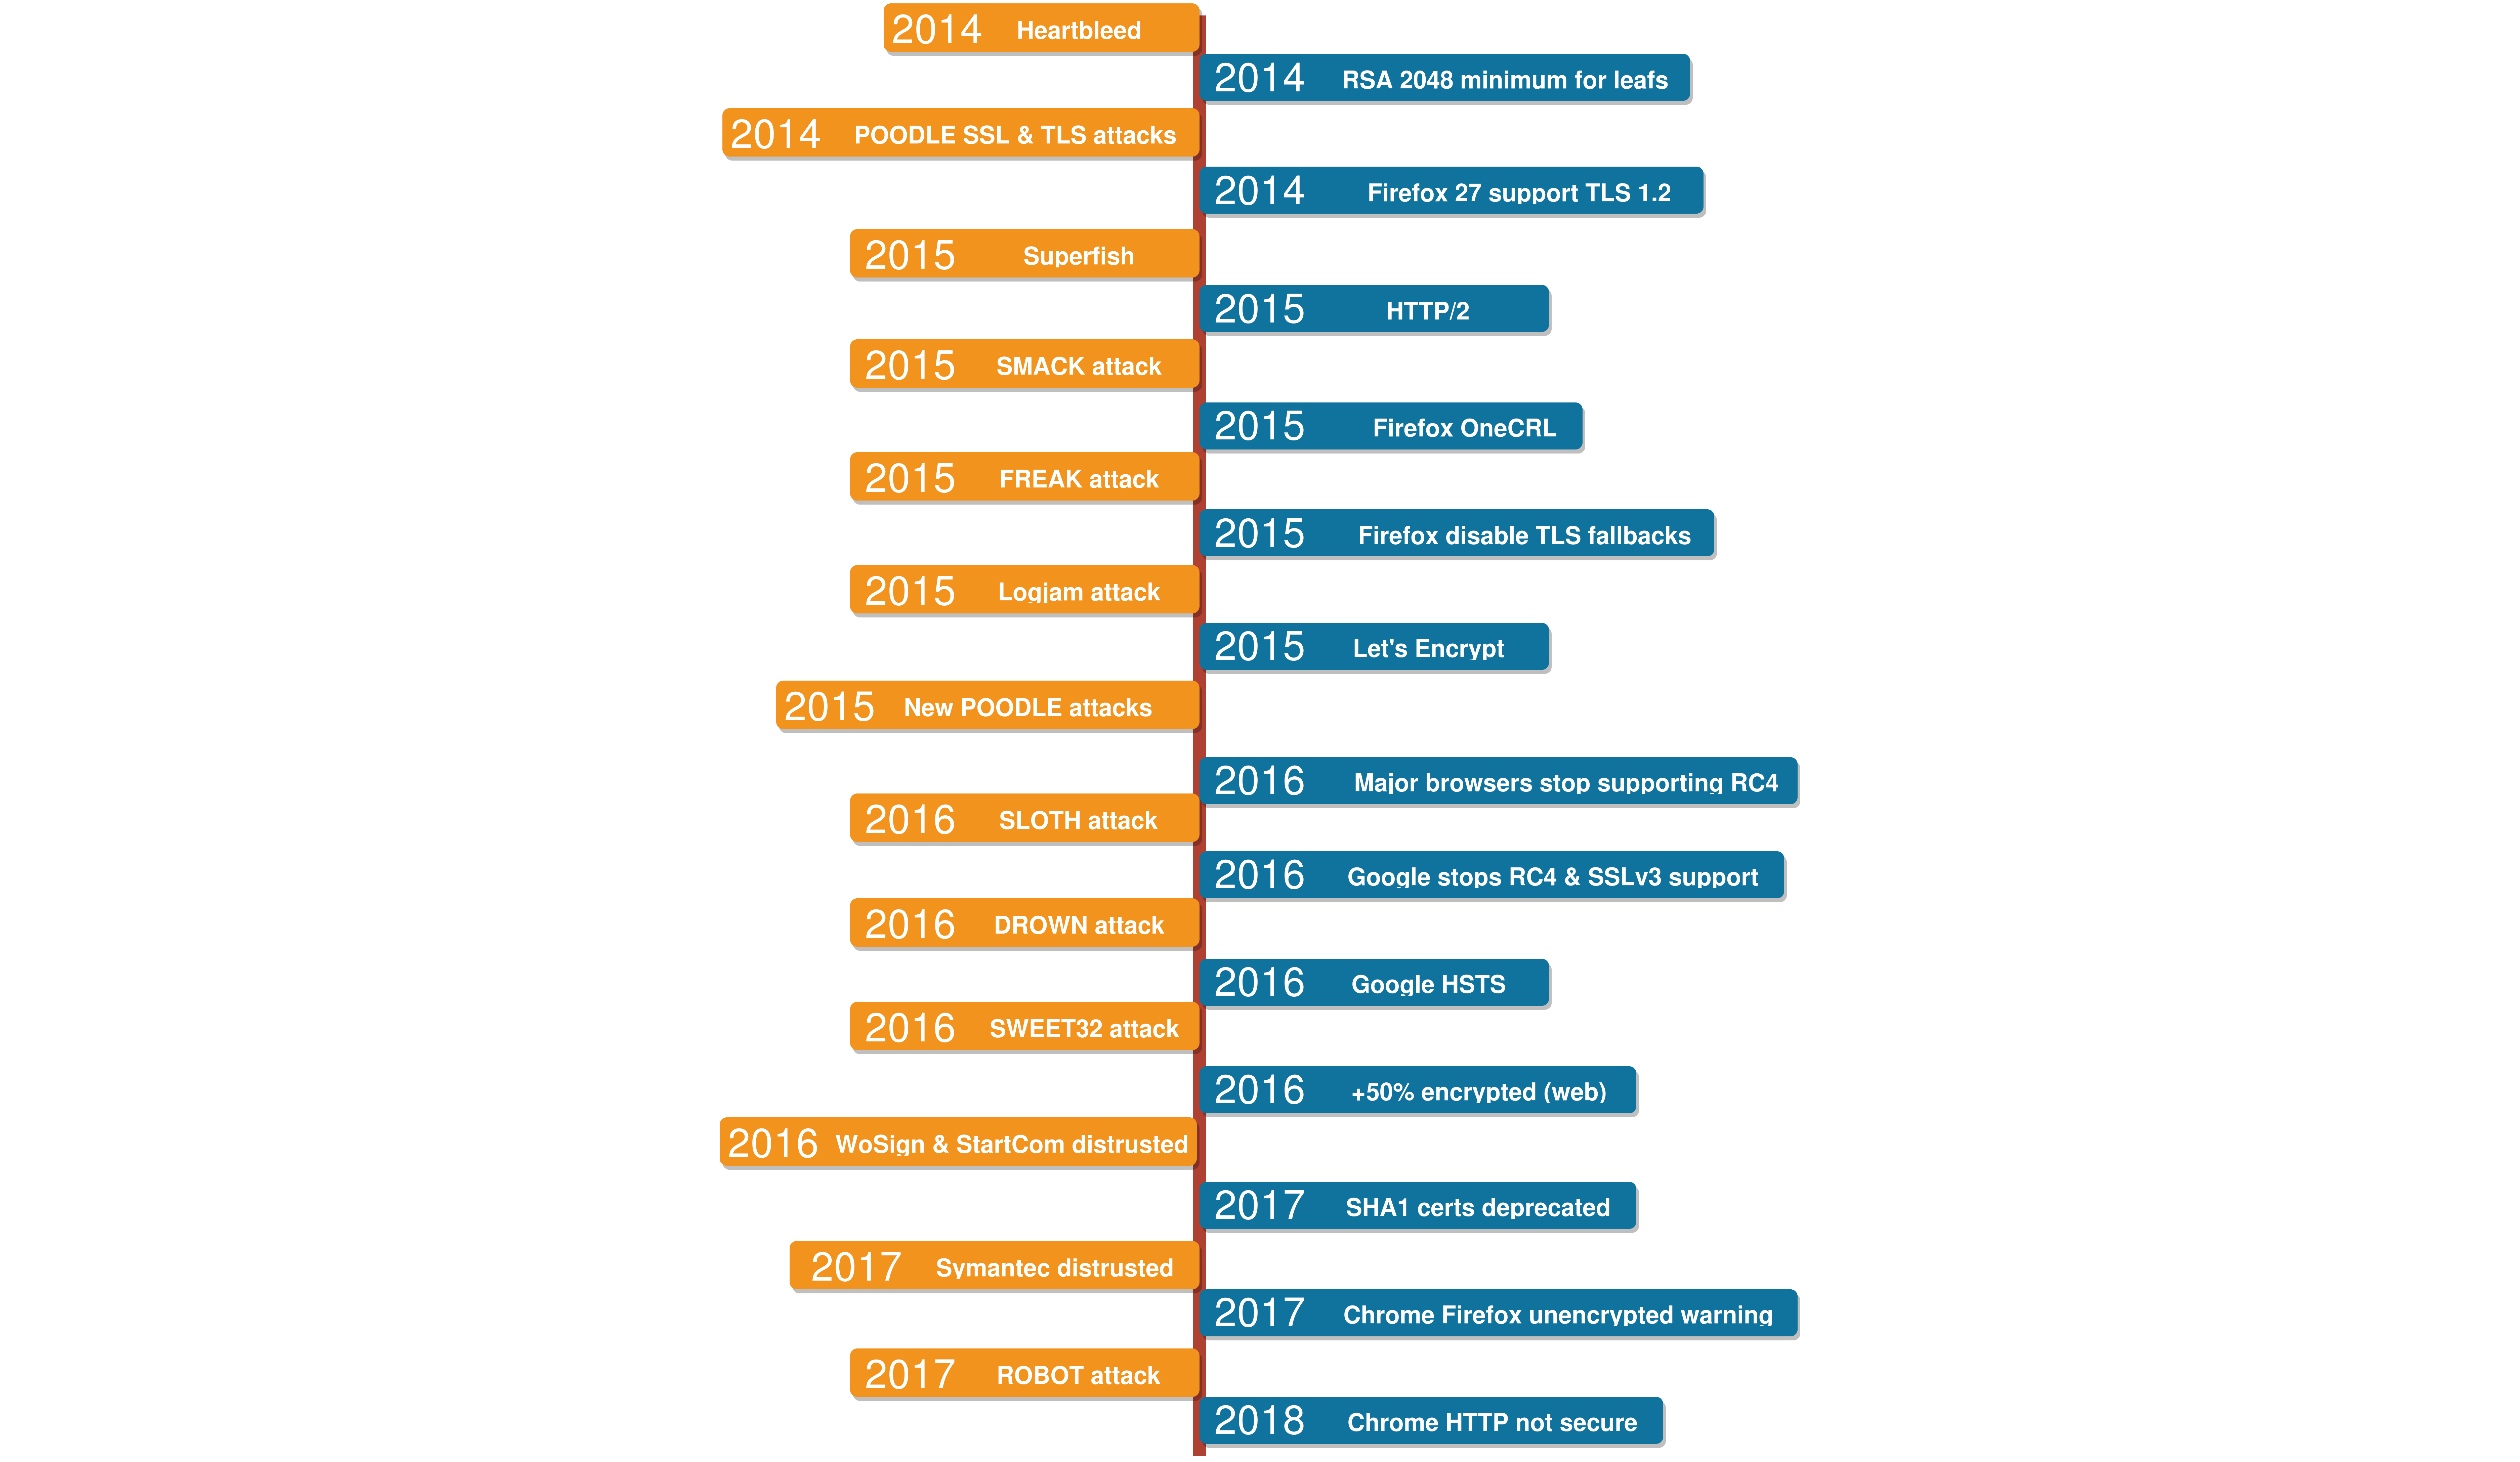 2014 Heartbleed
2014 RSA 2048 minimum for leafs
2014 POODLE SSL & TLS attacks
2014 Firefox 27 support TLS 1.2
2015 Superfish
2015 HTTP/2
2015 SMACK attack
2015 Firefox OneCRL
2015 FREAK attack
2015 Firefox disable TLS fallbacks
2015 Logjam attack
2015 Let's Encrypt
2015 New POODLE attacks
2016 Major browsers stop supporting RC4
2016 SLOTH attack
2016 Google stops RC4 & SSLv3 support
2016 DROWN attack
2016 Google HSTS
2016 SWEET32 attack
2016 +50% encrypted (web)
2016 WoSign & StartCom distrusted
2017 SHA1 certs deprecated
2017 Symantec distrusted
2017 Chrome Firefox unencrypted warning
2017 ROBOT attack
2018 Chrome HTTP not secure